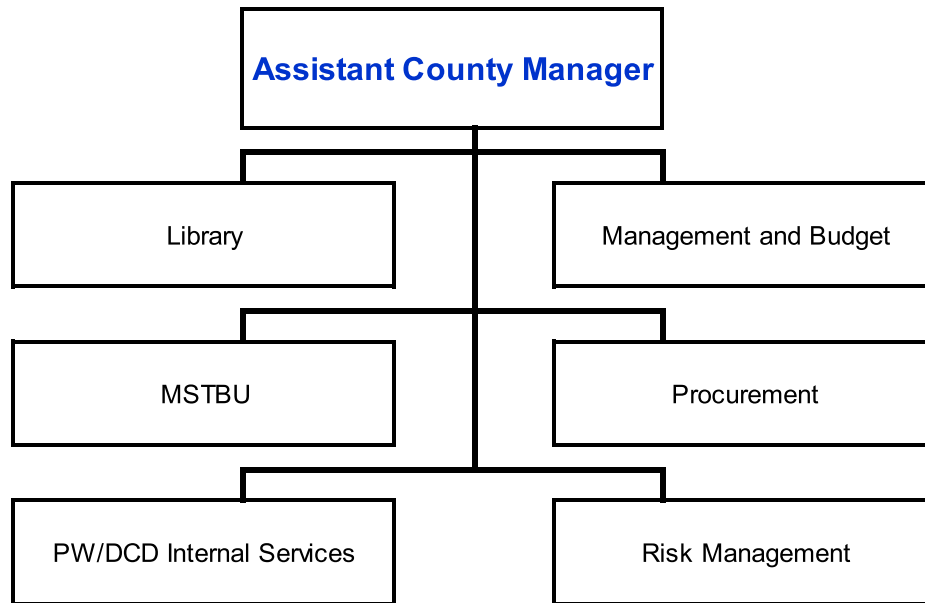 Assistant County Manager
Library
Management and Budget
MSTBU
Procurement
PW/DCD Internal Services
Risk Management